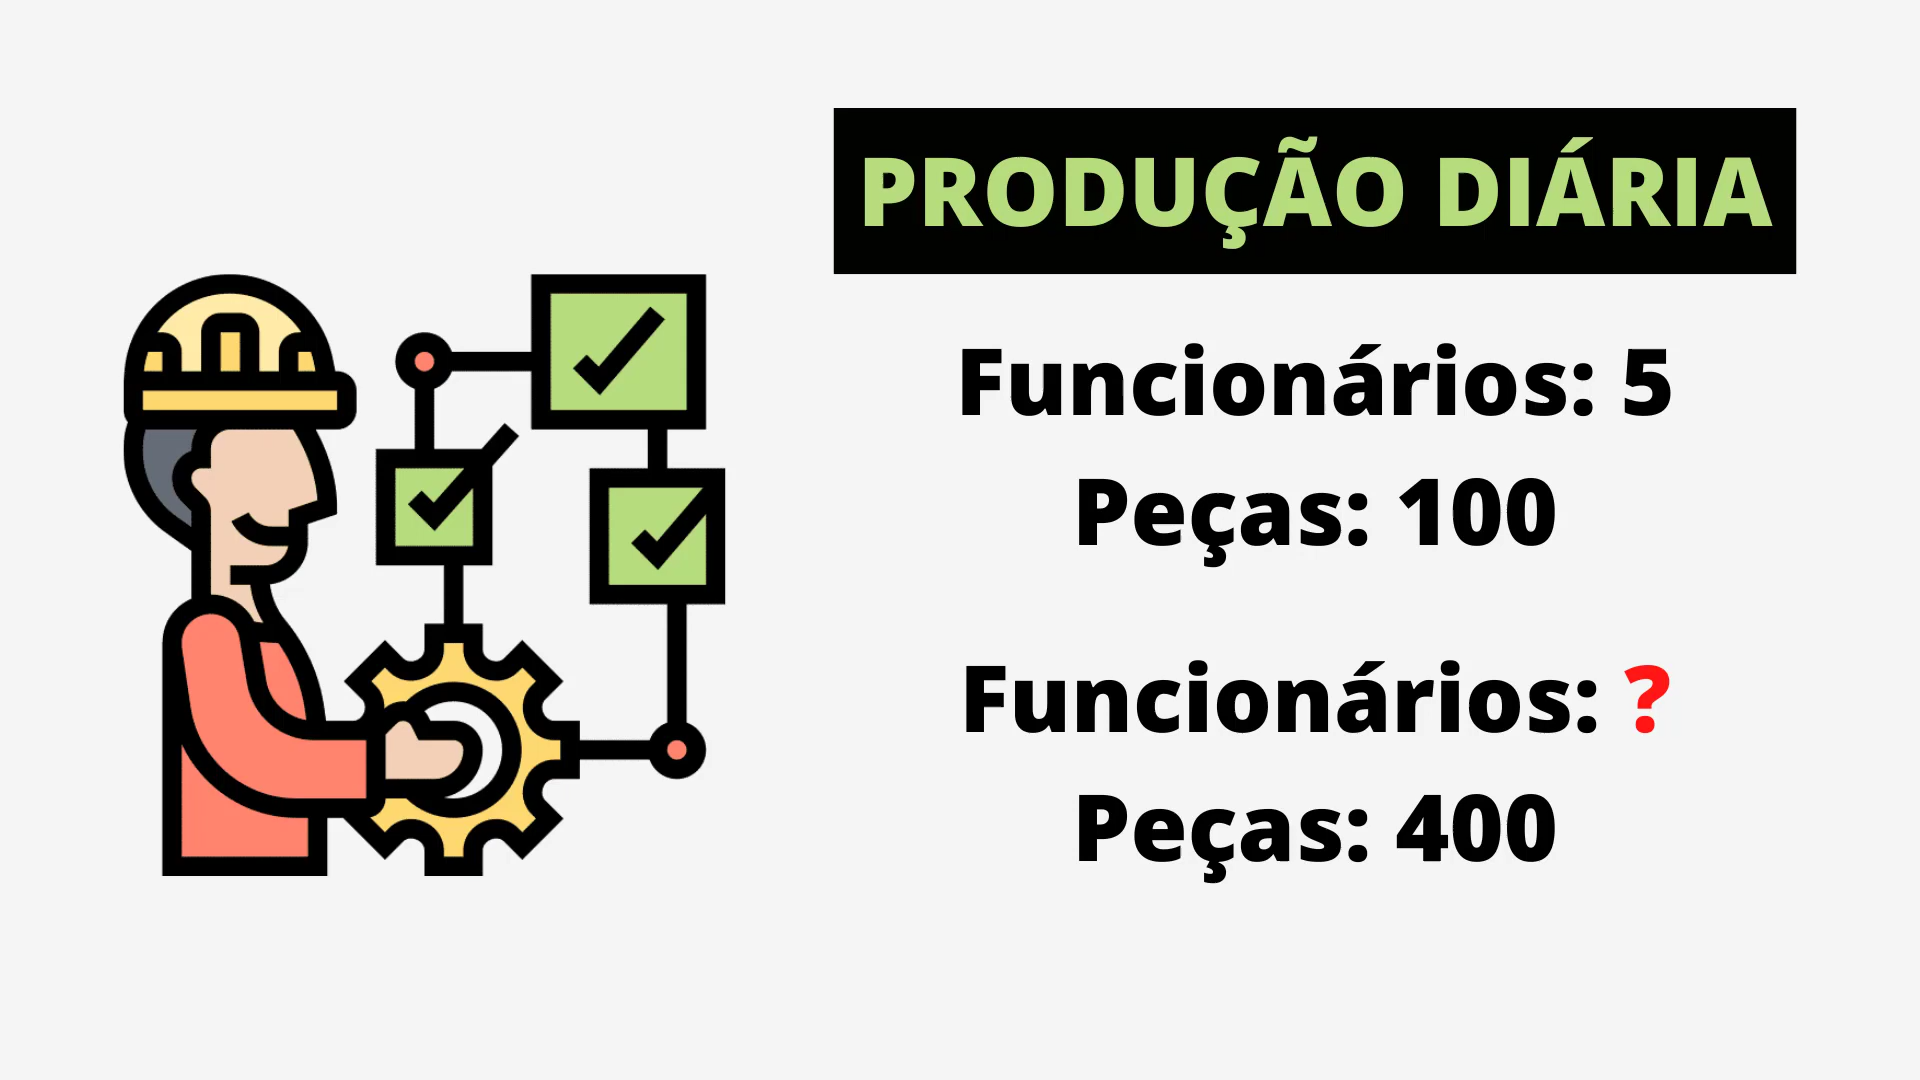 PRODUÇÃO DIÁRIA
Funcionários: 5
Peças: 100
Funcionários: ?
Peças: 400